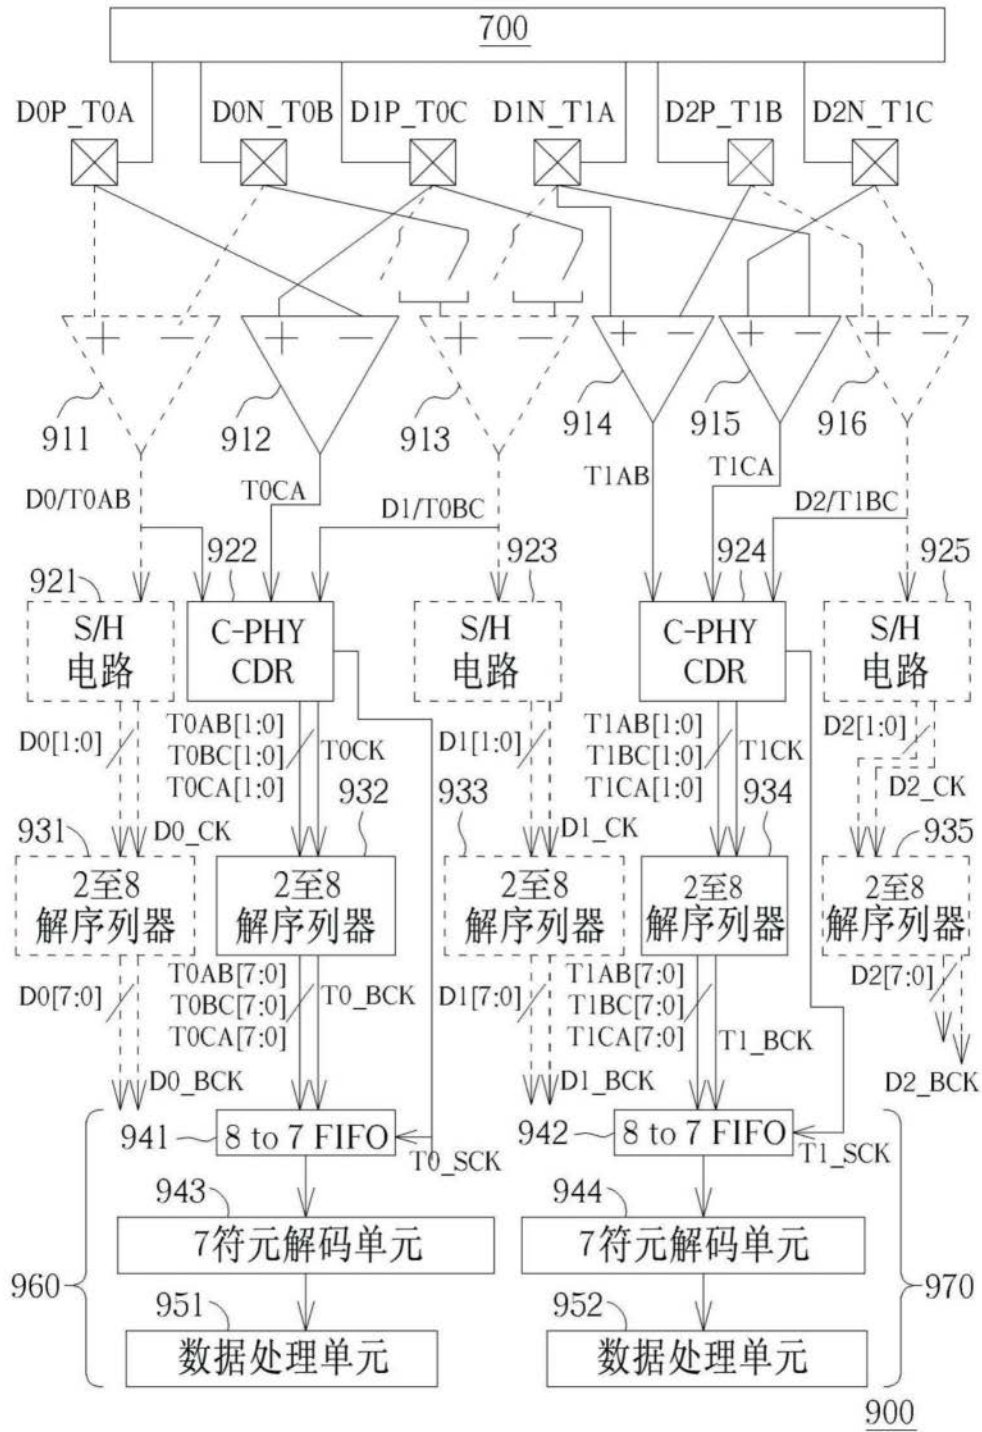 700
D0P_T0A
D0N_T0B
D1P_T0C
D1N_T1A
D2P_T1B
D2N_T1C
+ −
+ −
+ −
+ −
+ −
+ −
911
912
913
914
915
916
D0/T0AB
T0CA
D1/T0BC
T1AB
T1CA
D2/T1BC
921
922
923
924
925
S/H
电路
C-PHY
CDR
S/H
电路
C-PHY
CDR
S/H
电路
D0[1:0]
T0AB[1:0]
T0BC[1:0]
T0CA[1:0]
T0CK
D1[1:0]
T1AB[1:0]
T1BC[1:0]
T1CA[1:0]
T1CK
D2[1:0]
D2_CK
931
D0_CK
932
933
D1_CK
934
935
2至8
解序列器
2至8
解序列器
2至8
解序列器
2至8
解序列器
2至8
解序列器
D0[7:0]
T0AB[7:0]
T0BC[7:0]
T0CA[7:0]
T0_BCK
D1[7:0]
T1AB[7:0]
T1BC[7:0]
T1CA[7:0]
T1_BCK
D2[7:0]
D0_BCK
D1_BCK
D2_BCK
941
8 to 7 FIFO
T0_SCK
942
8 to 7 FIFO
T1_SCK
943
7符元解码单元
944
7符元解码单元
960
970
951
数据处理单元
952
数据处理单元
900